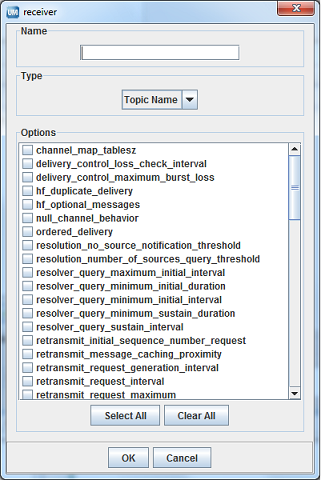 UM receiver
Name
Type
Topic Name
Options
channel_map_tablesz
delivery_control_loss_check_interval
delivery_control_maximum_burst_loss
hf_duplicate_delivery
hf_optional_messages
null_channel_behavior
ordered_delivery
resolution_no_source_notification_threshold
resolution_number_of_sources_query_threshold
resolver_query_maximum_initial_interval
resolver_query_minimum_initial_duration
resolver_query_minimum_initial_interval
resolver_query_minimum_sustain_duration
resolver_query_sustain_interval
retransmit_initial_sequence_number_request
retransmit_message_caching_proximity
retransmit_request_generation_interval
retransmit_request_interval
retransmit_request_maximum
Select All Clear All
OK Cancel